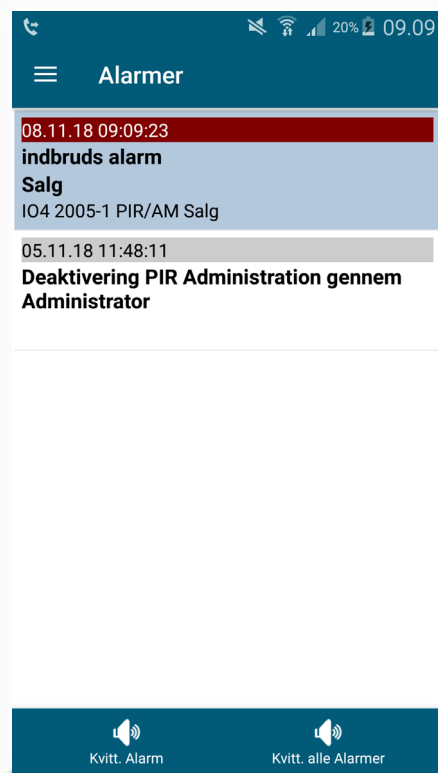 20% 09.09
Alarmer
08.11.18 09:09:23
indbruds alarm
Salg
IO4 2005-1 PIR/AM Salg
05.11.18 11:48:11
Deaktivering PIR Administration gennem
Administrator
Kvitt. Alarm Kvitt. alle Alarmer